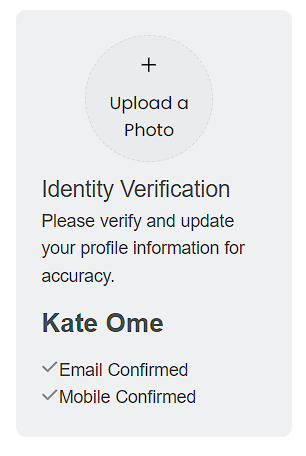 Upload a
Photo
Identity Verification
Please verify and update
your profile information for
accuracy.
Kate Ome
Email Confirmed
Mobile Confirmed